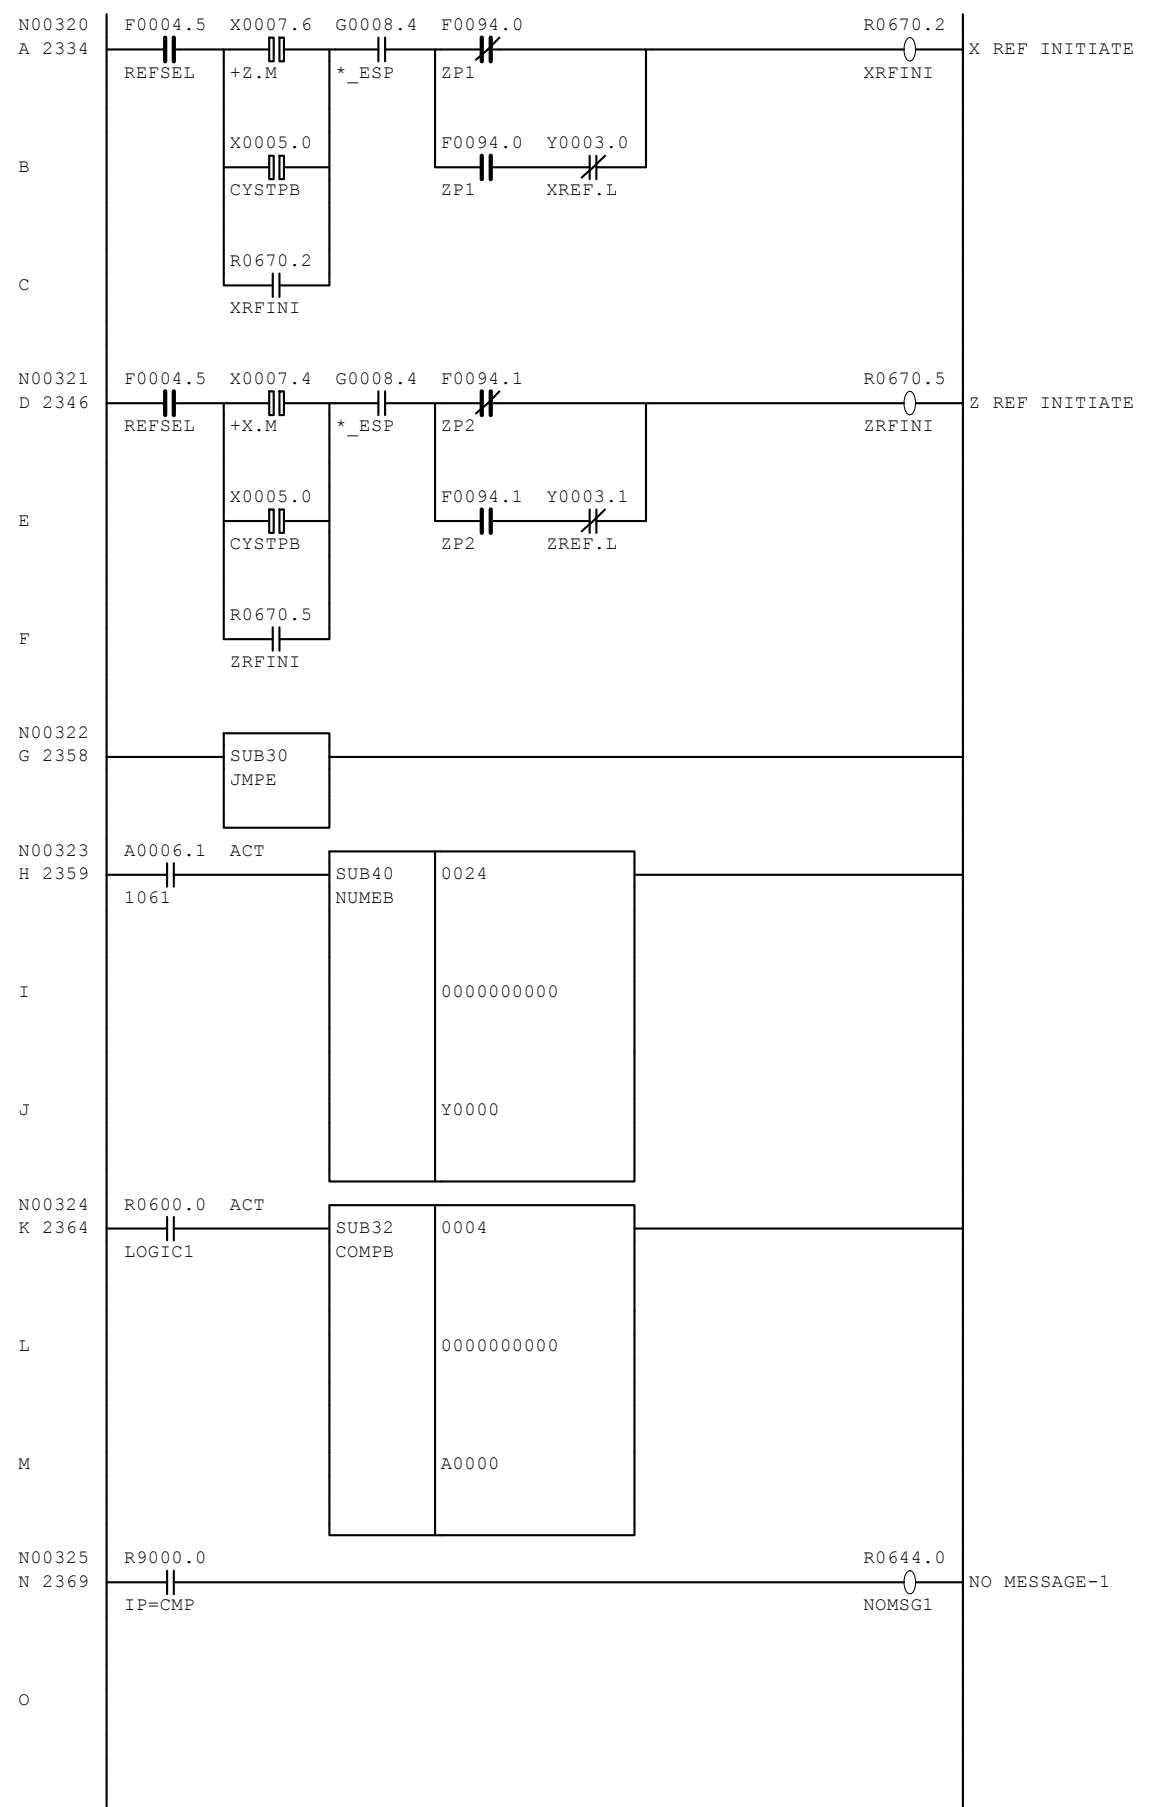 N00320 F0004.5 X0007.6 G0008.4 F0094.0 R0670.2
A 2334 X REF INITIATE
REFSEL +Z.M *_ESP ZP1 XRFINI
X0005.0 F0094.0 Y0003.0
B
CYSTPB ZP1 XREF.L
R0670.2
C
XRFINI
N00321 F0004.5 X0007.4 G0008.4 F0094.1 R0670.5
D 2346 Z REF INITIATE
REFSEL +X.M *_ESP ZP2 ZRFINI
X0005.0 F0094.1 Y0003.1
E
CYSTPB ZP2 ZREF.L
R0670.5
F
ZRFINI
N00322
G 2358 SUB30
JMPE
N00323 A0006.1 ACT
H 2359 SUB40 0024
1061 NUMEB
I 0000000000
J Y0000
N00324 R0600.0 ACT
K 2364 SUB32 0004
LOGIC1 COMPB
L 0000000000
M A0000
N00325 R9000.0 R0644.0
N 2369 NO MESSAGE-1
IP=CMP NOMSG1
O